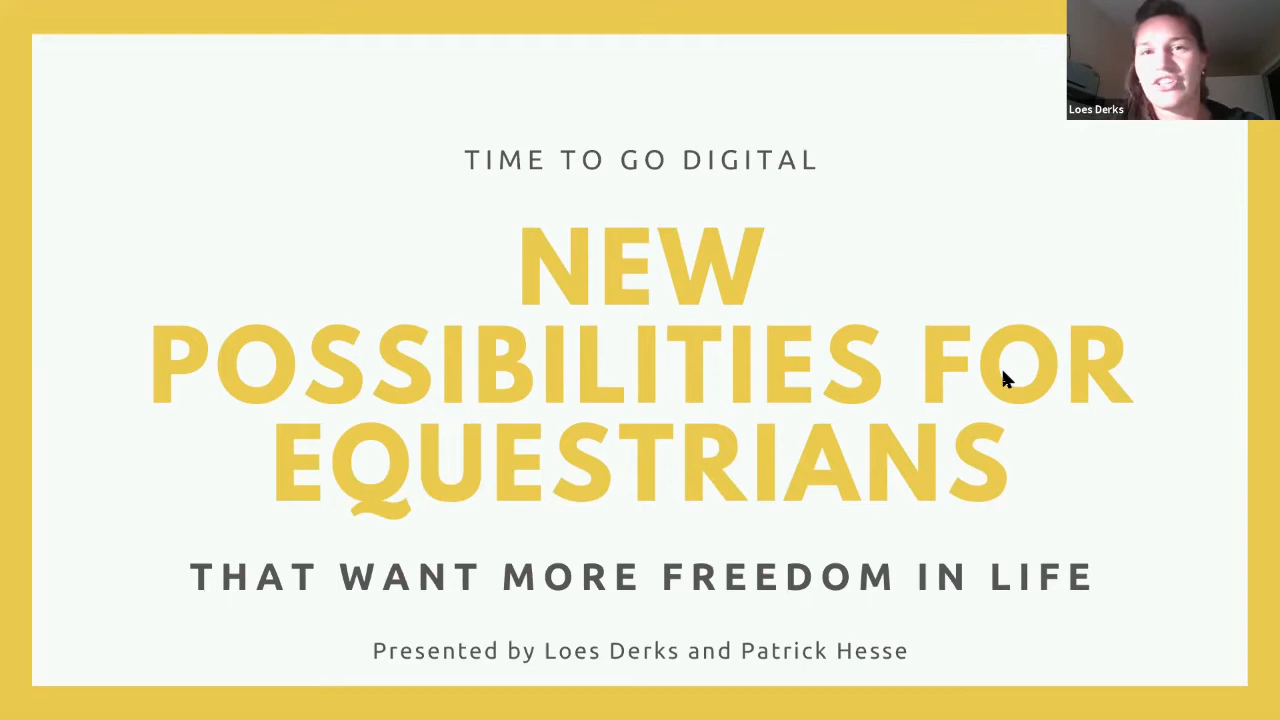 Loes Derks
TIME TO GO DIGITAL
NEW
POSSIBILITIES FOR
EQUESTRIANS
THAT WANT MORE FREEDOM IN LIFE
Presented by Loes Derks and Patrick Hesse